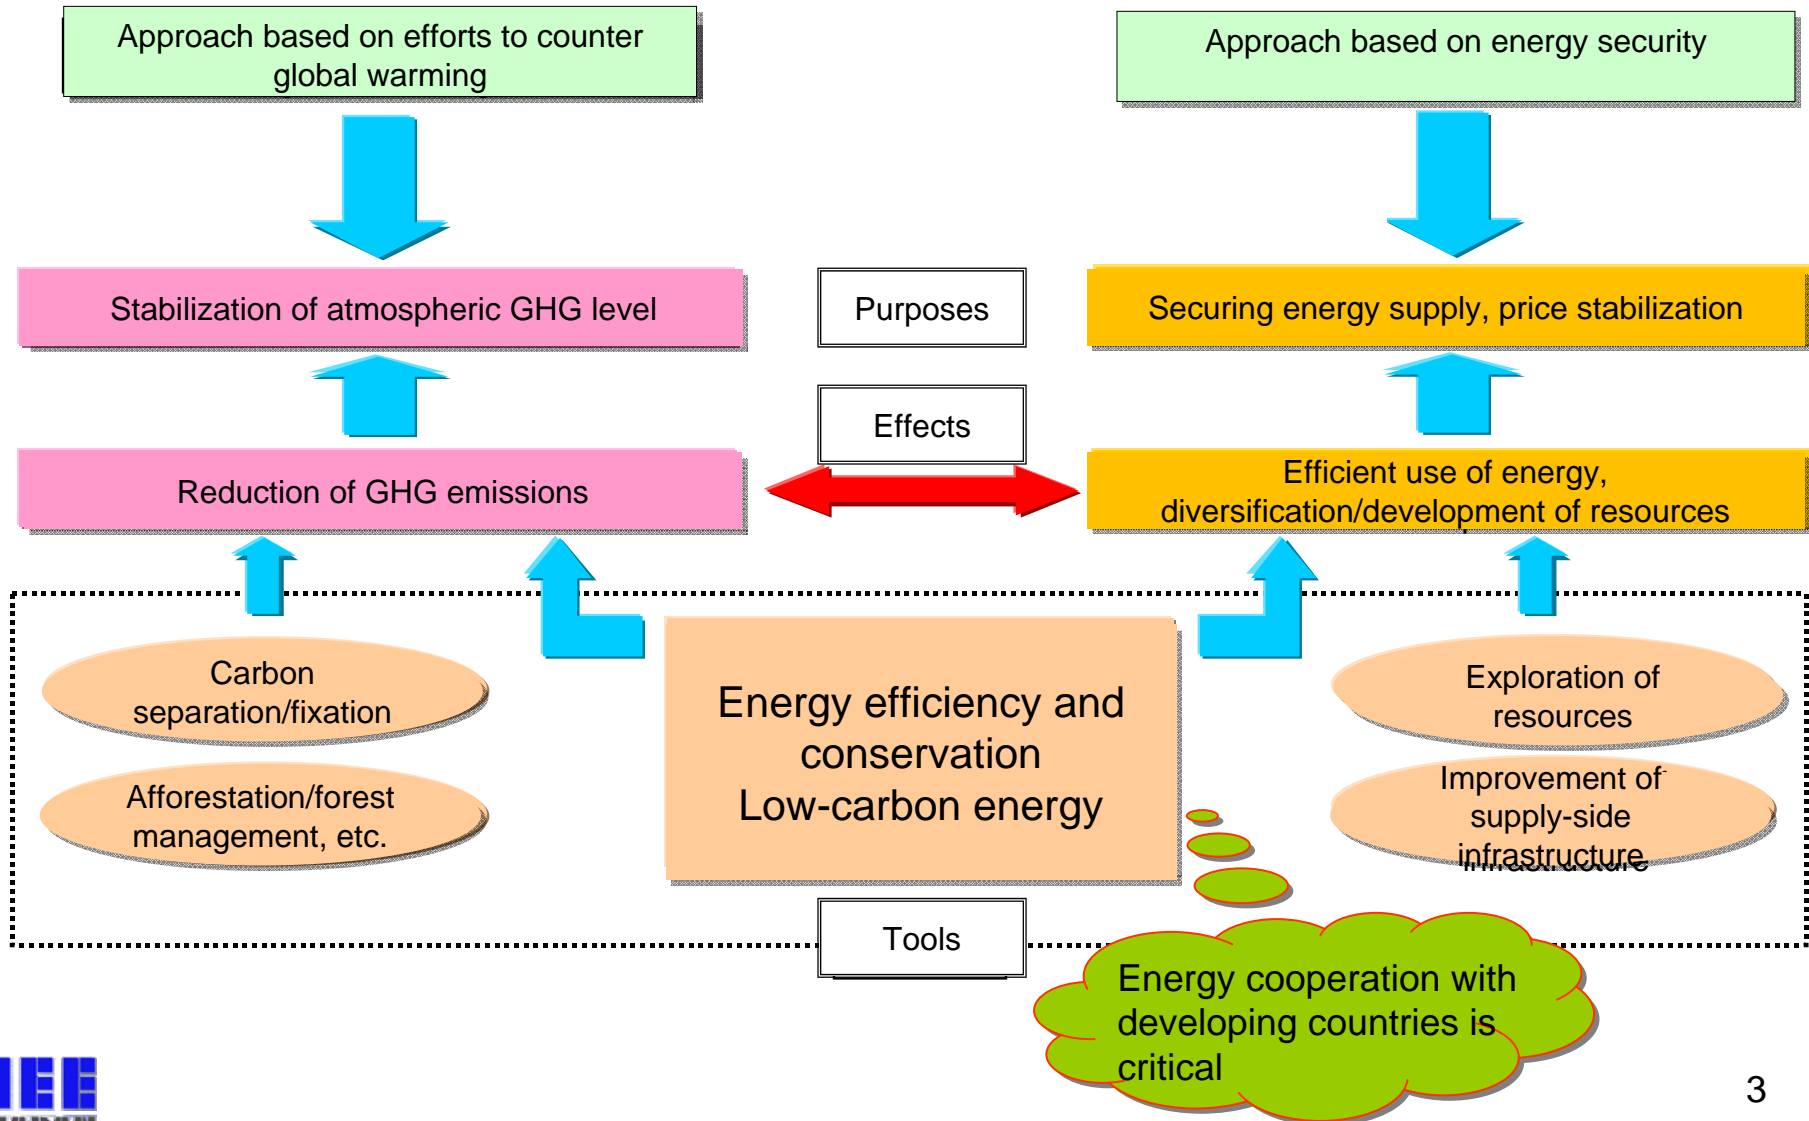 Approach based on efforts to counter
global warming
Approach based on energy security
Stabilization of atmospheric GHG level
Purposes
Securing energy supply, price stabilization
Effects
Reduction of GHG emissions
Efficient use of energy,
diversification/development of resources
Carbon
separation/fixation
Energy efficiency and
conservation
Low-carbon energy
Exploration of
resources
Afforestation/forest
management, etc.
Improvement of
supply-side
infrastructure
Tools
Energy cooperation with
developing countries is
critical
3